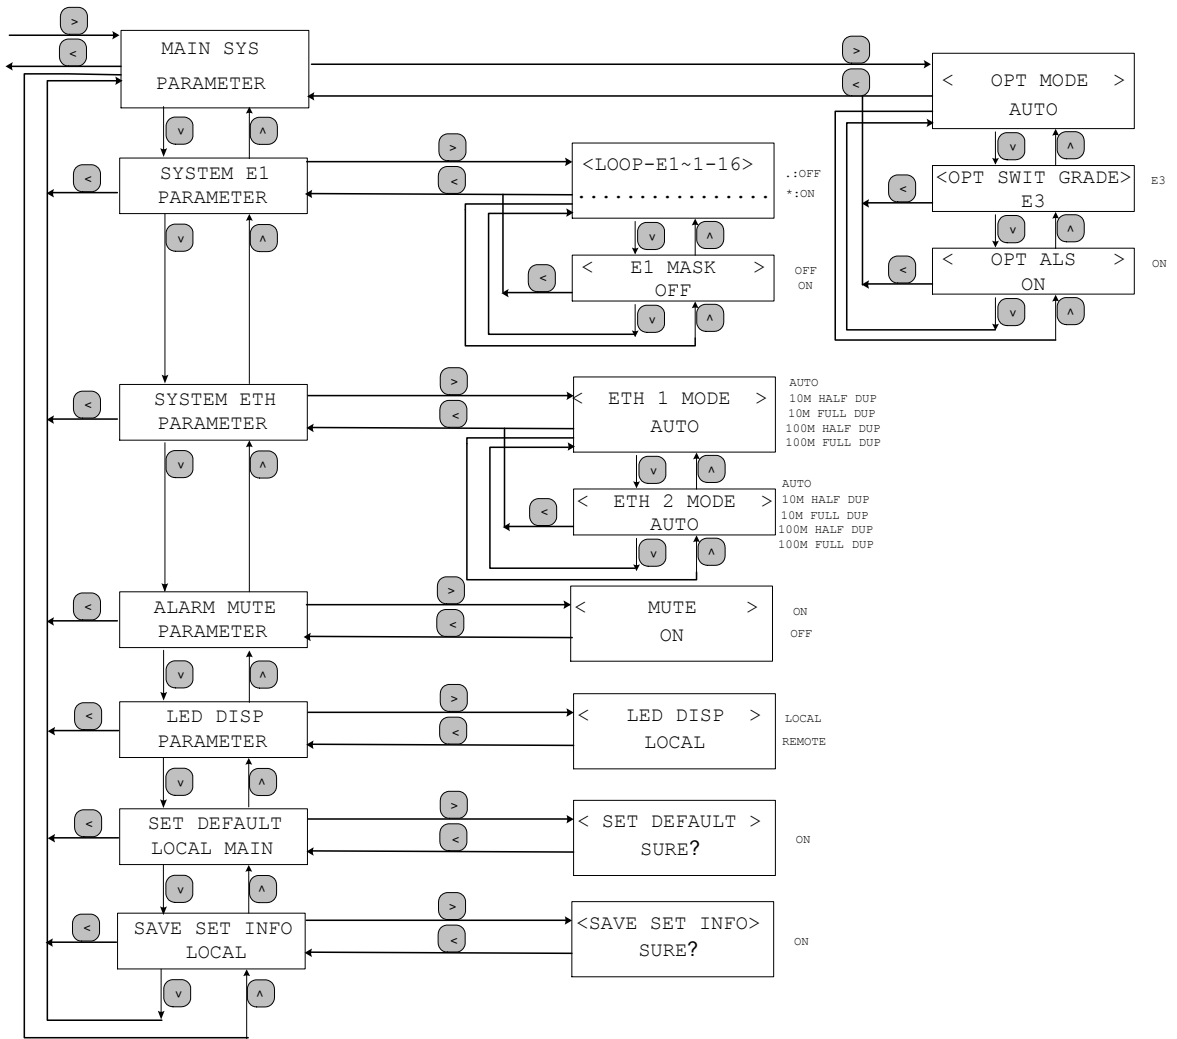 >
<
MAIN SYS
PARAMETER
>
<
< OPT MODE >
AUTO
v ^
v ^
<OPT SWIT GRADE>
E3
E3
<
v ^
< OPT ALS >
ON
ON
<
v ^
SYSTEM E1
PARAMETER
<
>
<
<LOOP-E1~1-16>
................
.:OFF
*:ON
v ^
v ^
< E1 MASK >
OFF
OFF
ON
<
v ^
SYSTEM ETH
PARAMETER
<
>
<
< ETH 1 MODE >
AUTO
AUTO
10M HALF DUP
10M FULL DUP
100M HALF DUP
100M FULL DUP
v ^
v ^
< ETH 2 MODE >
AUTO
AUTO
10M HALF DUP
10M FULL DUP
100M HALF DUP
100M FULL DUP
<
v ^
ALARM MUTE
PARAMETER
<
>
<
< MUTE >
ON
ON
OFF
v ^
LED DISP
PARAMETER
<
>
<
< LED DISP >
LOCAL
LOCAL
REMOTE
v ^
SET DEFAULT
LOCAL MAIN
<
>
<
< SET DEFAULT >
SURE?
ON
v ^
SAVE SET INFO
LOCAL
<
>
<
<SAVE SET INFO>
SURE?
ON
v ^